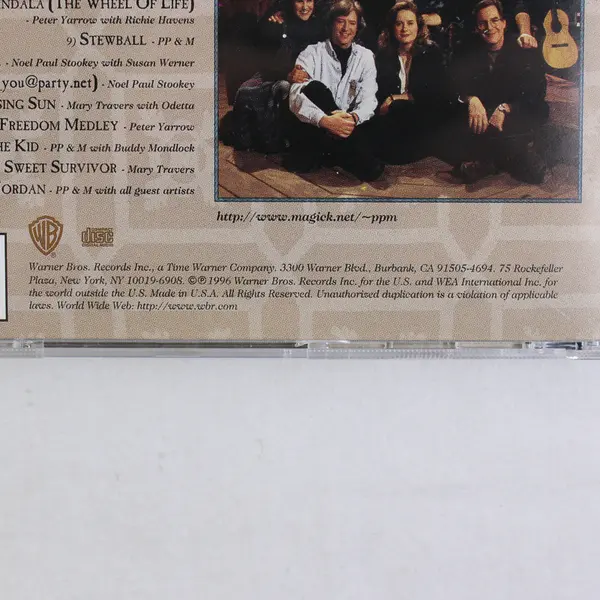 NDALA (THE WHEEL OF LIFE)
- Peter Yarrow with Richie Havens
9) STEWBALL - PP & M
- Noel Paul Stookey with Susan Werner
you@party.net) - Noel Paul Stookey
SING SUN - Mary Travers with Odetta
FREEDOM MEDLEY - Peter Yarrow
HE KID - PP & M with Buddy Mondlock
SWEET SURVIVOR - Mary Travers
ORDAN - PP & M with all guest artists
http://www.magick.net/~ppm
WB
COMPACT
disc
DIGITAL AUDIO
Warner Bros. Records Inc., a Time Warner Company. 3300 Warner Blvd., Burbank, CA 91505-4694. 75 Rockefeller
Plaza, New York, NY 10019-6908. ©℗1996 Warner Bros. Records Inc. for the U.S. and WEA International Inc. for
the world outside the U.S. Made in U.S.A. All Rights Reserved. Unauthorized duplication is a violation of applicable
laws. World Wide Web: http://www.wbr.com